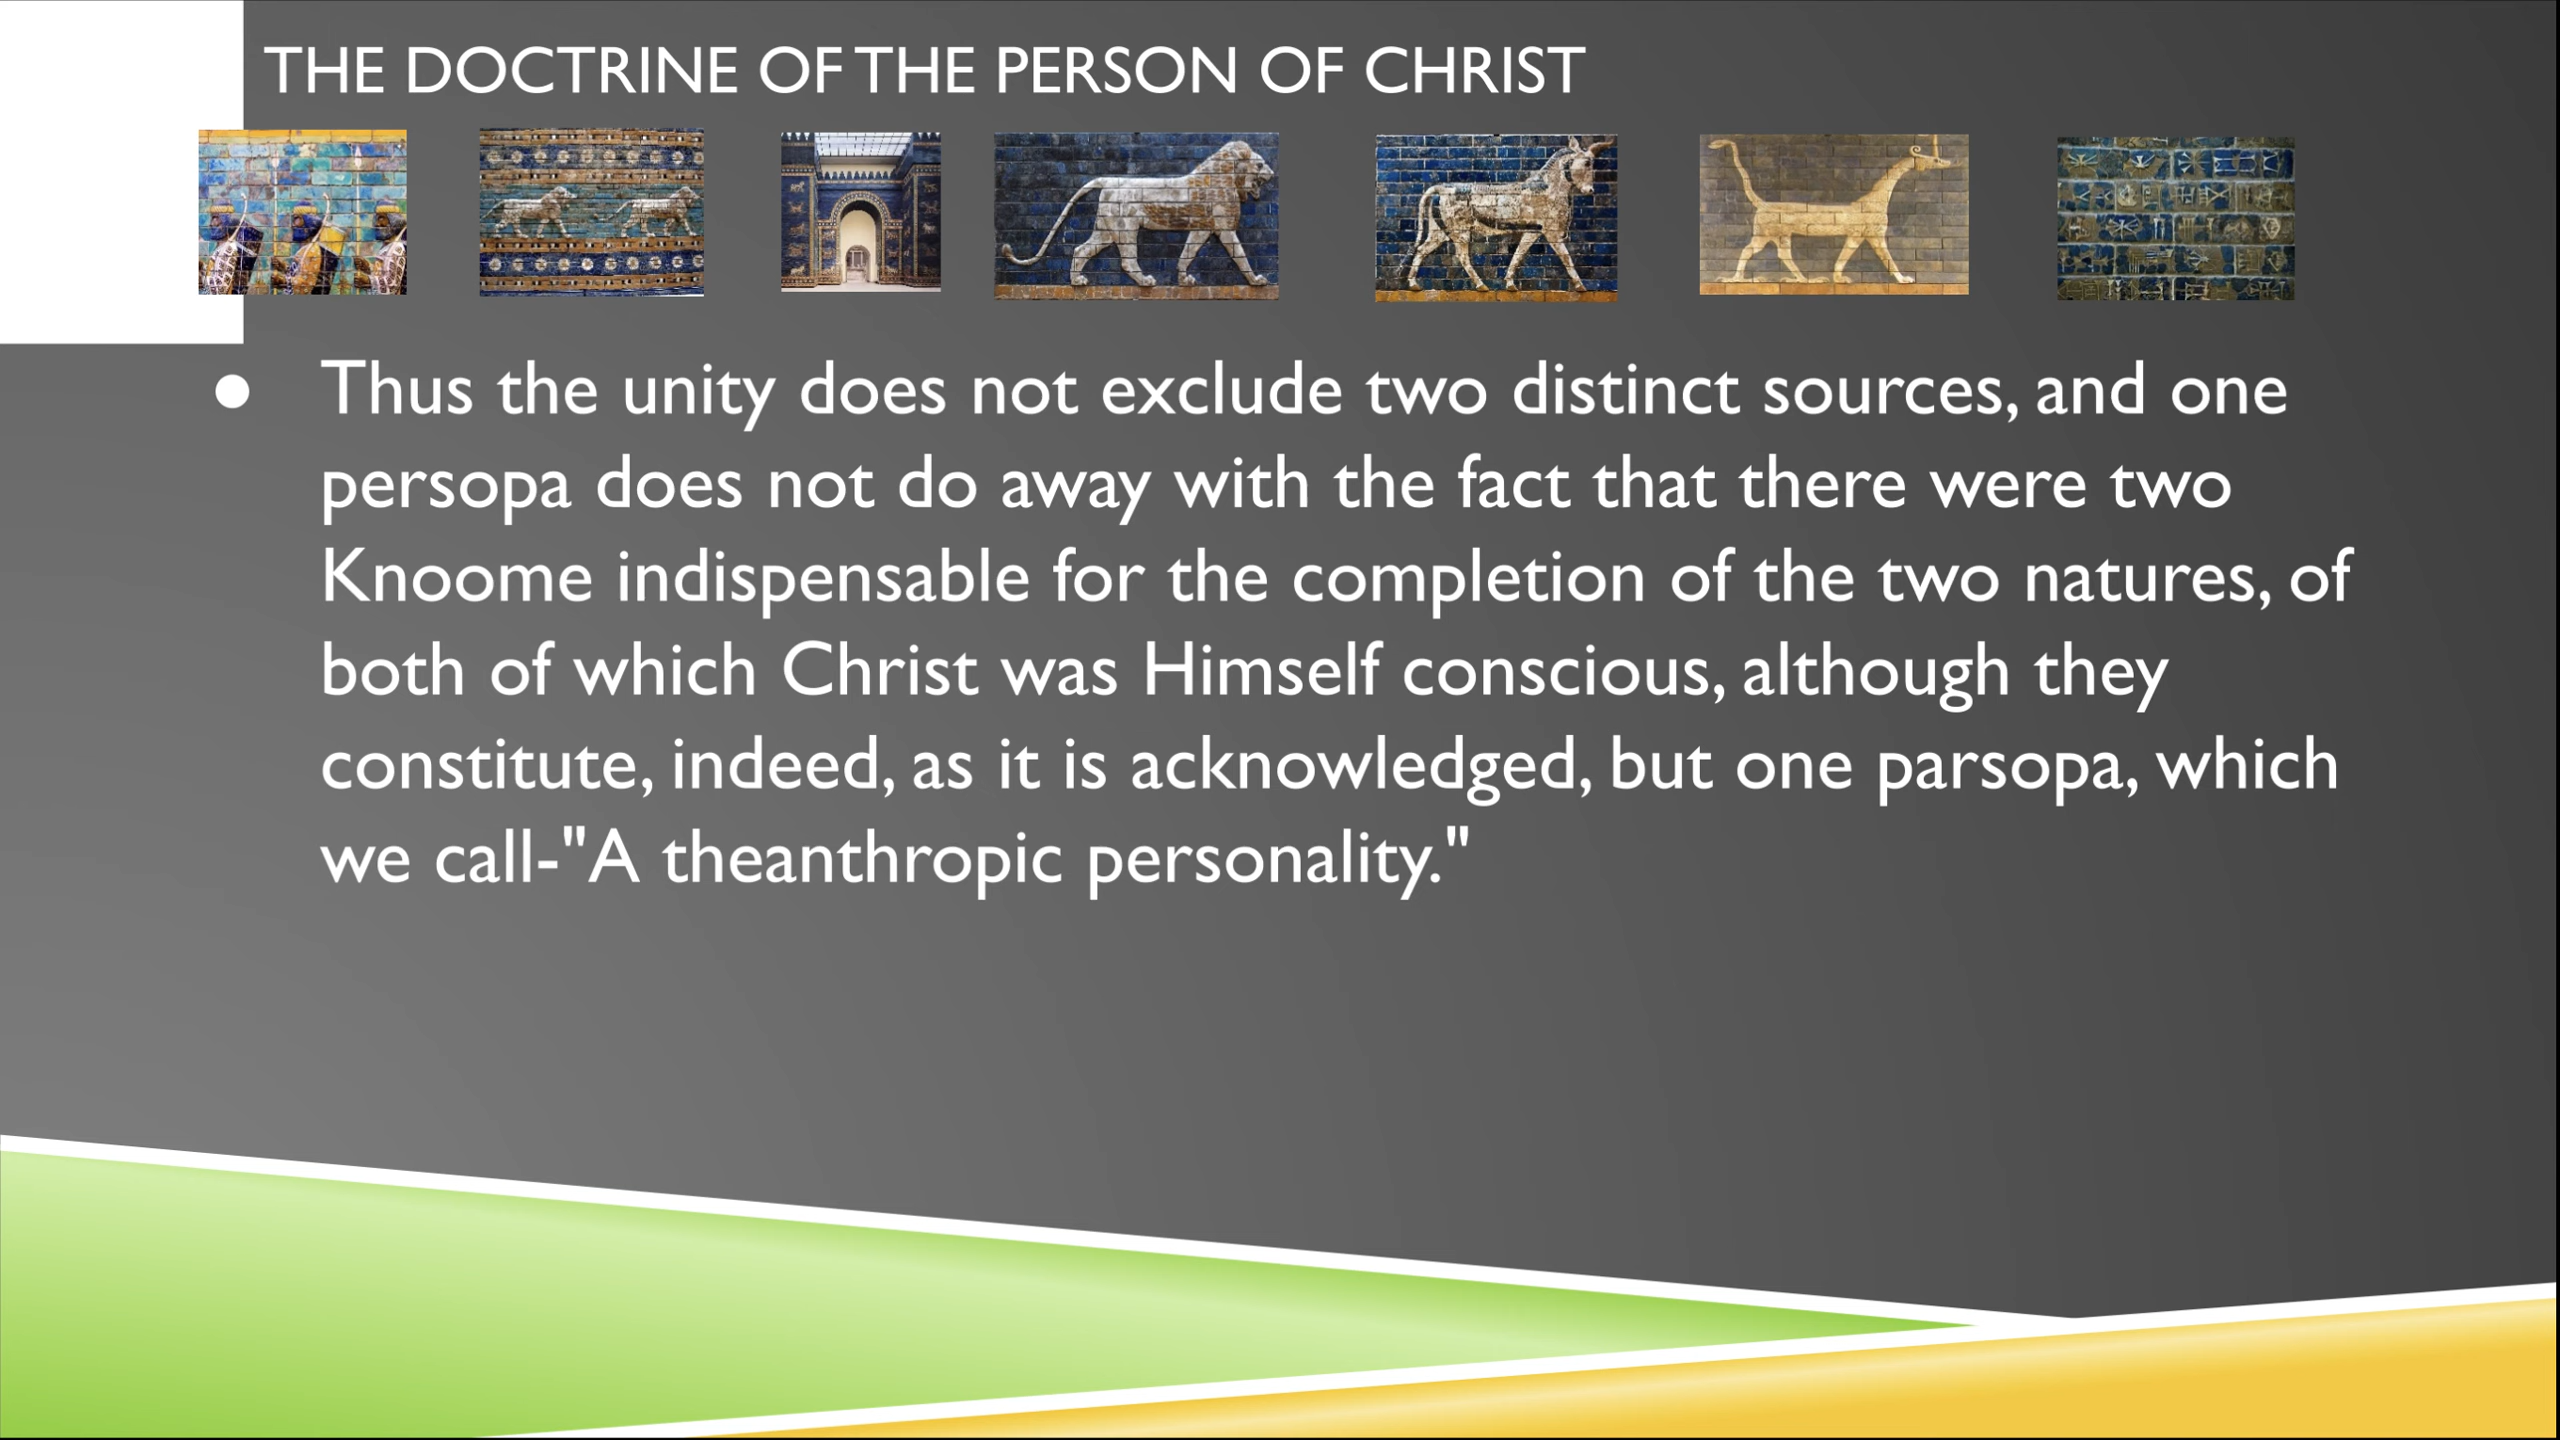 THE DOCTRINE OF THE PERSON OF CHRIST
● Thus the unity does not exclude two distinct sources, and one
persopa does not do away with the fact that there were two
Knoome indispensable for the completion of the two natures, of
both of which Christ was Himself conscious, although they
constitute, indeed, as it is acknowledged, but one parsopa, which
we call-"A theanthropic personality."